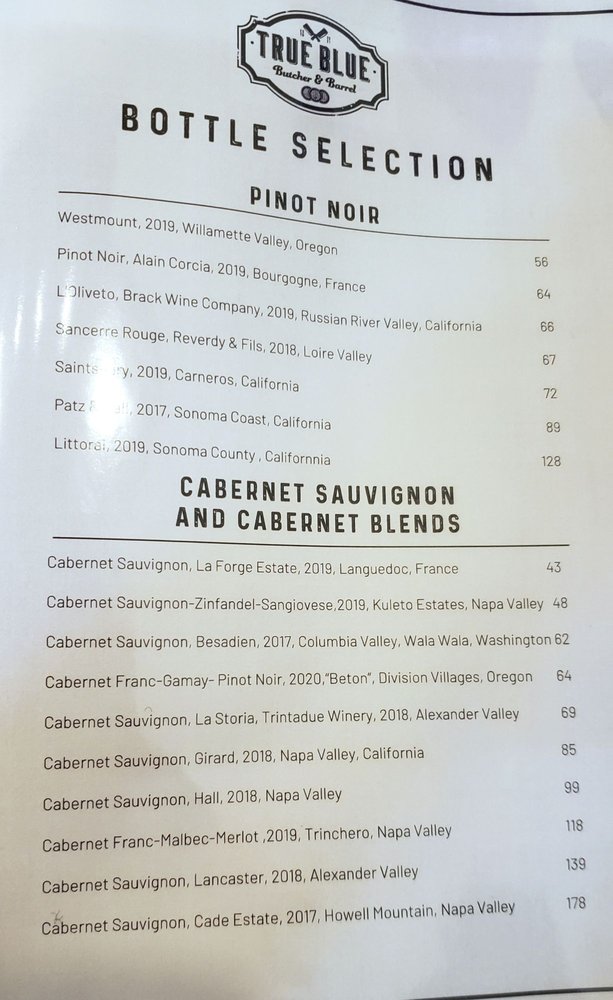 TRUE BLUE
Butcher & Barrel
BOTTLE SELECTION
PINOT NOIR
Westmount, 2019, Willamette Valley, Oregon 56
Pinot Noir, Alain Corcia, 2019, Bourgogne, France 64
L'Oliveto, Brack Wine Company, 2019, Russian River Valley, California 66
Sancerre Rouge, Reverdy & Fils, 2018, Loire Valley 67
2019, Carneros, California 72
Patz 2017, Sonoma Coast, California 89
Littorai, 2019, Sonoma County , Californnia 128
CABERNET SAUVIGNON
AND CABERNET BLENDS
Cabernet Sauvignon, La Forge Estate, 2019, Languedoc, France 43
Cabernet Sauvignon-Zinfandel-Sangiovese,2019, Kuleto Estates, Napa Valley 48
Cabernet Sauvignon, Besadien, 2017, Columbia Valley, Wala Wala, Washington 62
Cabernet Franc-Gamay- Pinot Noir, 2020,"Beton", Division Villages, Oregon 64
Cabernet Sauvignon, La Storia, Trintadue Winery, 2018, Alexander Valley 69
Cabernet Sauvignon, Girard, 2018, Napa Valley, California 85
Cabernet Sauvignon, Hall, 2018, Napa Valley 99
Cabernet Franc-Malbec-Merlot ,2019, Trinchero, Napa Valley 118
Cabernet Sauvignon, Lancaster, 2018, Alexander Valley 139
Cabernet Sauvignon, Cade Estate, 2017, Howell Mountain, Napa Valley 178